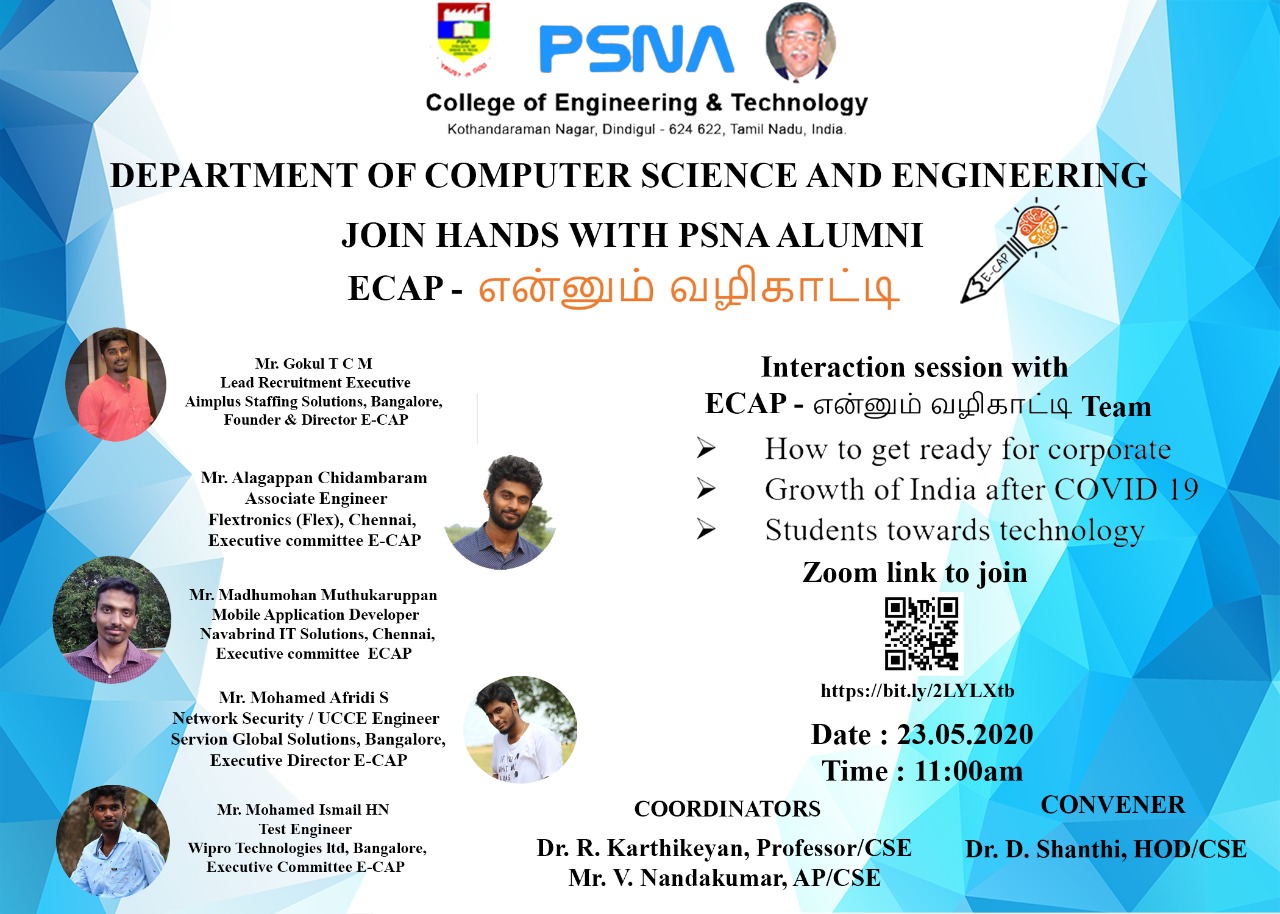 PSNA
COLLEGE OF
TRUST IN GOD
PSNA
College of Engineering & Technology
Kothandaraman Nagar, Dindigul - 624 622, Tamil Nadu, India.
DEPARTMENT OF COMPUTER SCIENCE AND ENGINEERING
JOIN HANDS WITH PSNA ALUMNI
ECAP - என்னும் வழிகாட்டி
E-CAP
Mr. Gokul T C M
Lead Recruitment Executive
Aimplus Staffing Solutions, Bangalore,
Founder & Director E-CAP
Mr. Alagappan Chidambaram
Associate Engineer
Flextronics (Flex), Chennai,
Executive committee E-CAP
Mr. Madhumohan Muthukaruppan
Mobile Application Developer
Navabrind IT Solutions, Chennai,
Executive committee ECAP
Mr. Mohamed Afridi S
Network Security / UCCE Engineer
Servion Global Solutions, Bangalore,
Executive Director E-CAP
Mr. Mohamed Ismail HN
Test Engineer
Wipro Technologies ltd, Bangalore,
Executive Committee E-CAP
Interaction session with
ECAP - என்னும் வழிகாட்டி Team
➢ How to get ready for corporate
➢ Growth of India after COVID 19
➢ Students towards technology
Zoom link to join
https://bit.ly/2LYLXtb
Date : 23.05.2020
Time : 11:00am
COORDINATORS
Dr. R. Karthikeyan, Professor/CSE
Mr. V. Nandakumar, AP/CSE
CONVENER
Dr. D. Shanthi, HOD/CSE